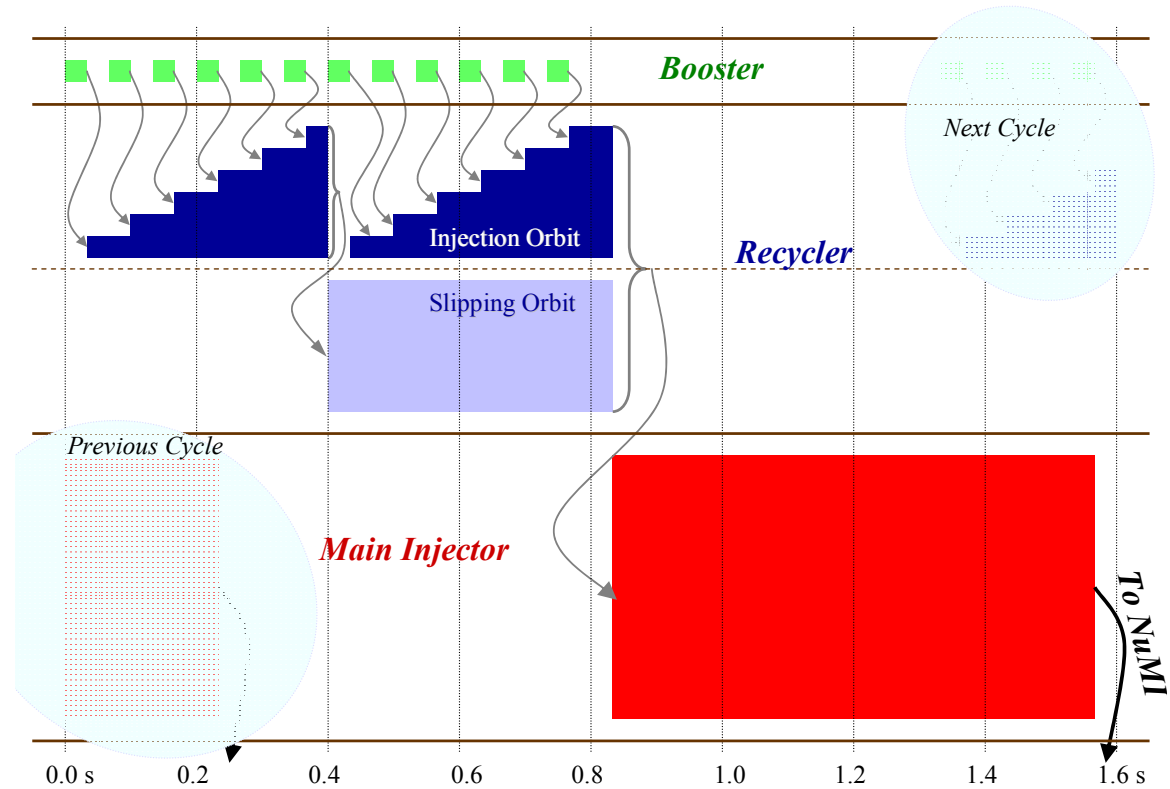 Booster
Next Cycle
Injection Orbit
Recycler
Slipping Orbit
Previous Cycle
Main Injector
To NuMI
0.0 s 0.2 0.4 0.6 0.8 1.0 1.2 1.4 1.6 s